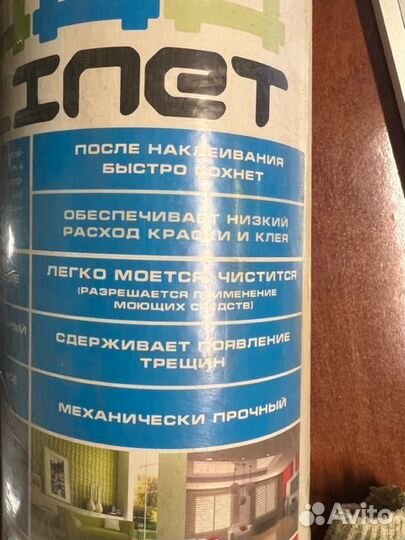 ІПЕТ
ПОСЛЕ НАКЛЕИВАНИЯ
БЫСТРО СОХНЕТ
ОБЕСПЕЧИВАЕТ НИЗКИЙ
РАСХОД КРАСКИ И КЛЕЯ
ЛЕГКО МОЕТСЯ, ЧИСТИТСЯ
(РАЗРЕШАЕТСЯ ПРИМЕНЕНИЕ
МОЮЩИХ СРЕДСТВ)
СДЕРЖИВАЕТ ПОЯВЛЕНИЕ
ТРЕЩИН
МЕХАНИЧЕСКИ ПРОЧНЫЙ
Avito